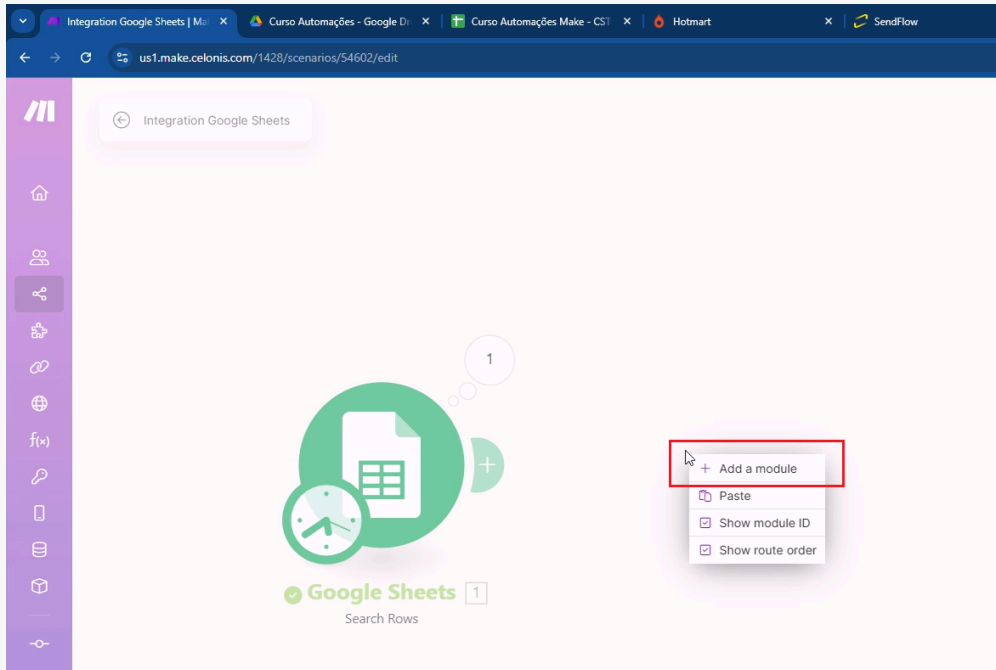 Integration Google Sheets | Ma
Curso Automações - Google Dr
Curso Automações Make - CST
Hotmart
SendFlow
us1.make.celonis.com/1428/scenarios/54602/edit
Integration Google Sheets
1
f(x)
+ Add a module
Paste
Show module ID
Show route order
Google Sheets 1
Search Rows